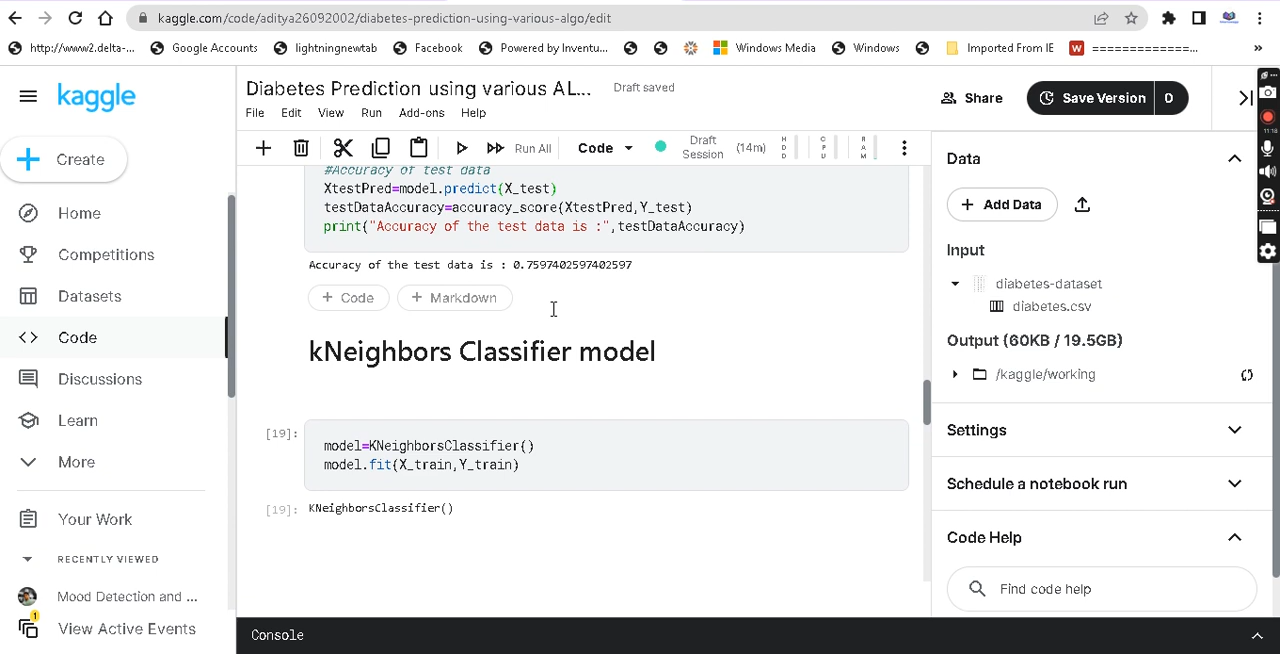 kaggle.com/code/aditya26092002/diabetes-prediction-using-various-algo/edit
http://www2.delta-... Google Accounts lightningnewtab Facebook Powered by Inventu... Windows Media Windows Imported From IE W ==============... »
kaggle
Create
Home
Competitions
Datasets
Code
Discussions
Learn
More
Your Work
RECENTLY VIEWED
Mood Detection and ...
1
View Active Events
Diabetes Prediction using various AL... Draft saved
File Edit View Run Add-ons Help
Share
Save Version 0
Run All Code Draft Session (14m) HDD CPU RAM
#Accuracy of test data
XtestPred=model.predict(X_test)
testDataAccuracy=accuracy_score(XtestPred,Y_test)
print("Accuracy of the test data is :",testDataAccuracy)
Accuracy of the test data is : 0.7597402597402597
+ Code + Markdown
kNeighbors Classifier model
[19]:
model=KNeighborsClassifier()
model.fit(X_train,Y_train)
[19]: KNeighborsClassifier()
Console
Data
+ Add Data
Input
diabetes-dataset
diabetes.csv
Output (60KB / 19.5GB)
/kaggle/working
Settings
Schedule a notebook run
Code Help
Find code help
11:18